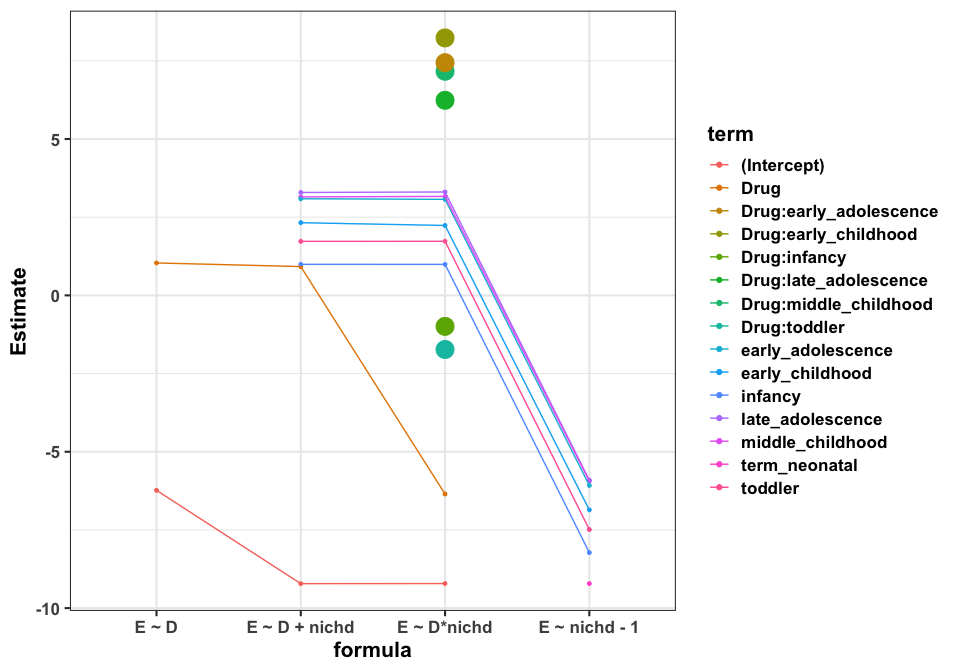 5
0
-5
-10
Estimate
E ~ D
E ~ D + nichd
E ~ D*nichd
E ~ nichd - 1
formula
term
(Intercept)
Drug
Drug:early_adolescence
Drug:early_childhood
Drug:infancy
Drug:late_adolescence
Drug:middle_childhood
Drug:toddler
early_adolescence
early_childhood
infancy
late_adolescence
middle_childhood
term_neonatal
toddler